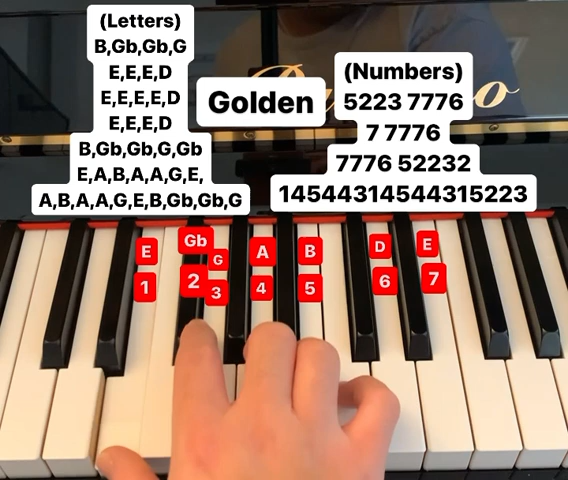 (Letters)
B,Gb,Gb,G
E,E,E,D
E,E,E,E,D
E,E,E,D
B,Gb,Gb,G,Gb
E,A,B,A,A,G,E,
A,B,A,A,G,E,B,Gb,Gb,G
Golden
(Numbers)
5223 7776
7 7776
7776 52232
14544314544315223
E
Gb
G
A
B
D
E
1
2
3
4
5
6
7